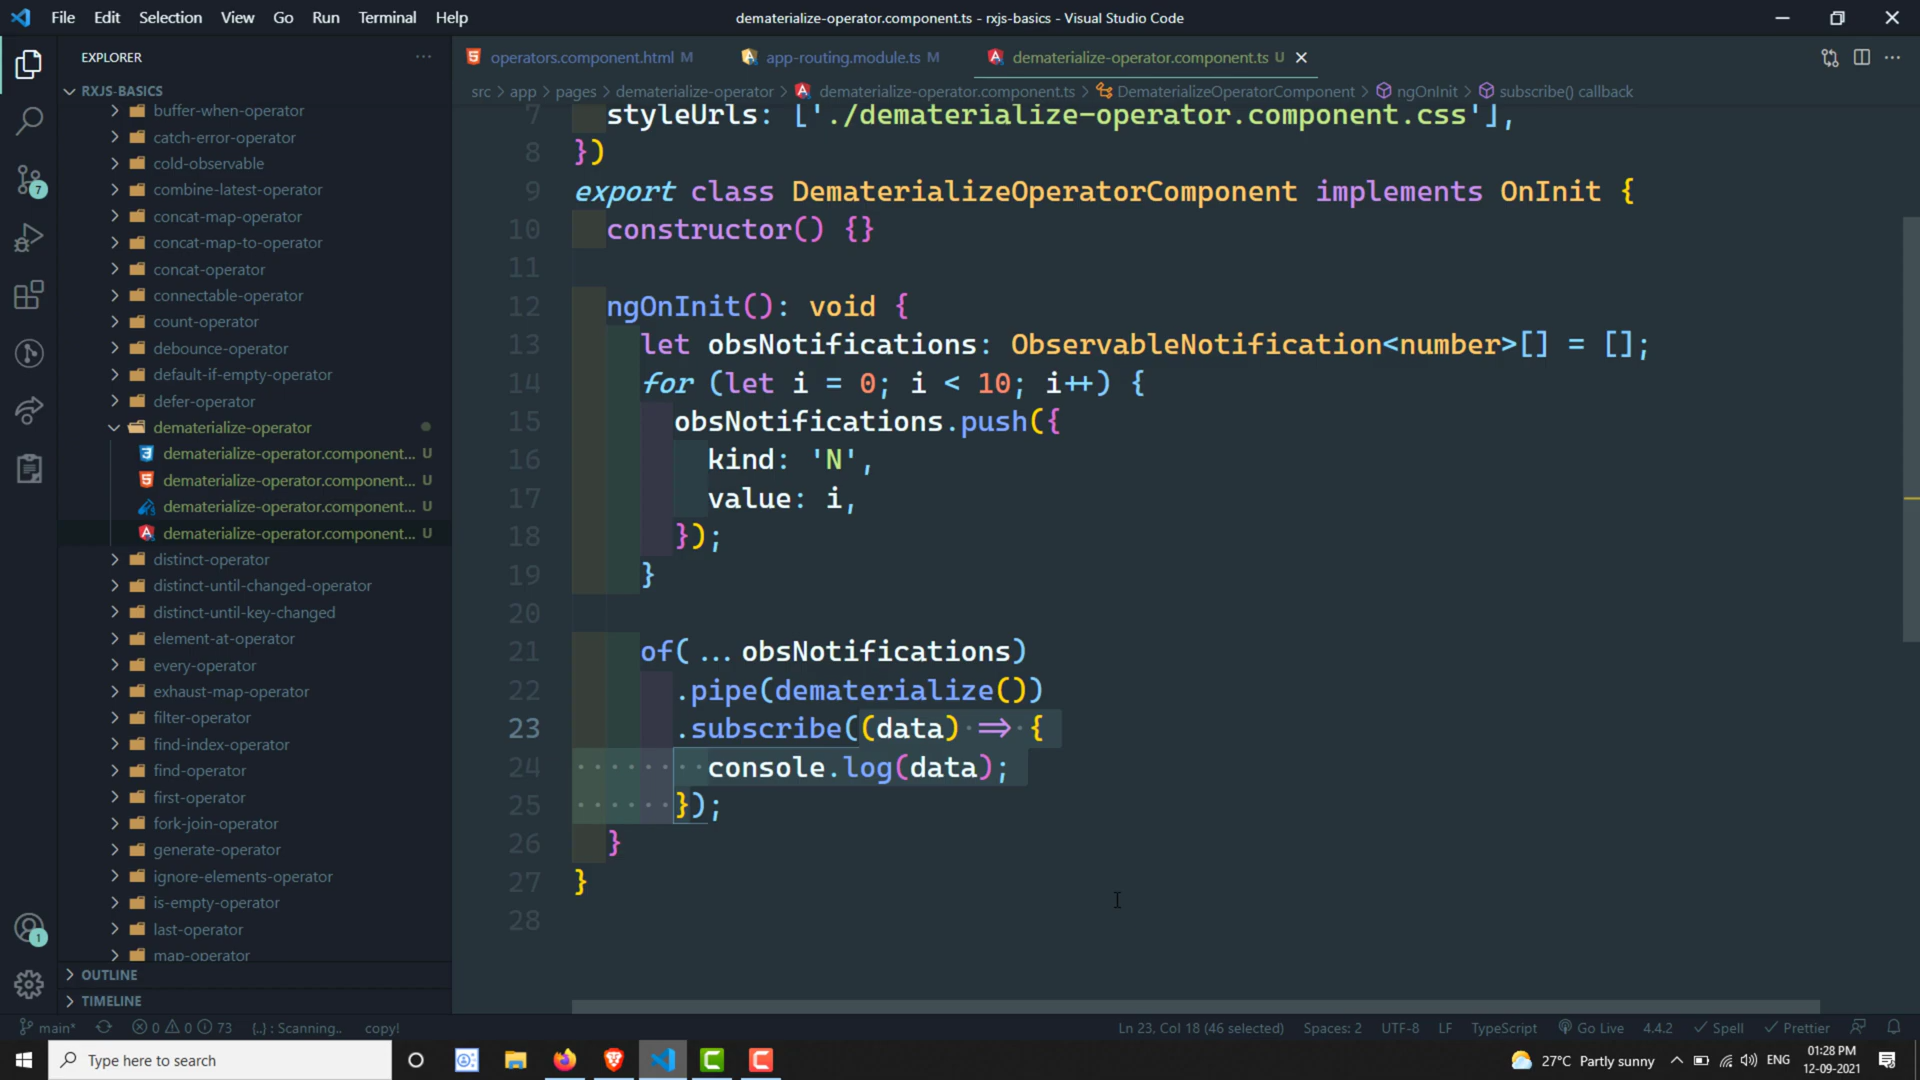 File Edit Selection View Go Run Terminal Help
dematerialize-operator.component.ts - rxjs-basics - Visual Studio Code
EXPLORER
operators.component.html M
app-routing.module.ts M
dematerialize-operator.component.ts U
RXJS-BASICS
src > app > pages > dematerialize-operator > dematerialize-operator.component.ts > DematerializeOperatorComponent > ngOnInit > subscribe() callback
buffer-when-operator
catch-error-operator
cold-observable
combine-latest-operator
concat-map-operator
concat-map-to-operator
concat-operator
connectable-operator
count-operator
debounce-operator
default-if-empty-operator
defer-operator
dematerialize-operator
dematerialize-operator.component... U
dematerialize-operator.component... U
dematerialize-operator.component... U
dematerialize-operator.component... U
distinct-operator
distinct-until-changed-operator
distinct-until-key-changed
element-at-operator
every-operator
exhaust-map-operator
filter-operator
find-index-operator
find-operator
first-operator
fork-join-operator
generate-operator
ignore-elements-operator
is-empty-operator
last-operator
map-operator
OUTLINE
TIMELINE
7
1
7 styleUrls: ['./dematerialize-operator.component.css'],
8 })
9 export class DematerializeOperatorComponent implements OnInit {
10 constructor() {}
11
12 ngOnInit(): void {
13 let obsNotifications: ObservableNotification<number>[] = [];
14 for (let i = 0; i < 10; i++) {
15 obsNotifications.push({
16 kind: 'N',
17 value: i,
18 });
19 }
20
21 of(...obsNotifications)
22 .pipe(dematerialize())
23 .subscribe((data) => {
24 console.log(data);
25 });
26 }
27 }
28
main* 0 0 73 {..} : Scanning.. copy!
Ln 23, Col 18 (46 selected) Spaces: 2 UTF-8 LF TypeScript Go Live 4.4.2 Spell Prettier
Type here to search
27°C Partly sunny
ENG
01:28 PM
12-09-2021